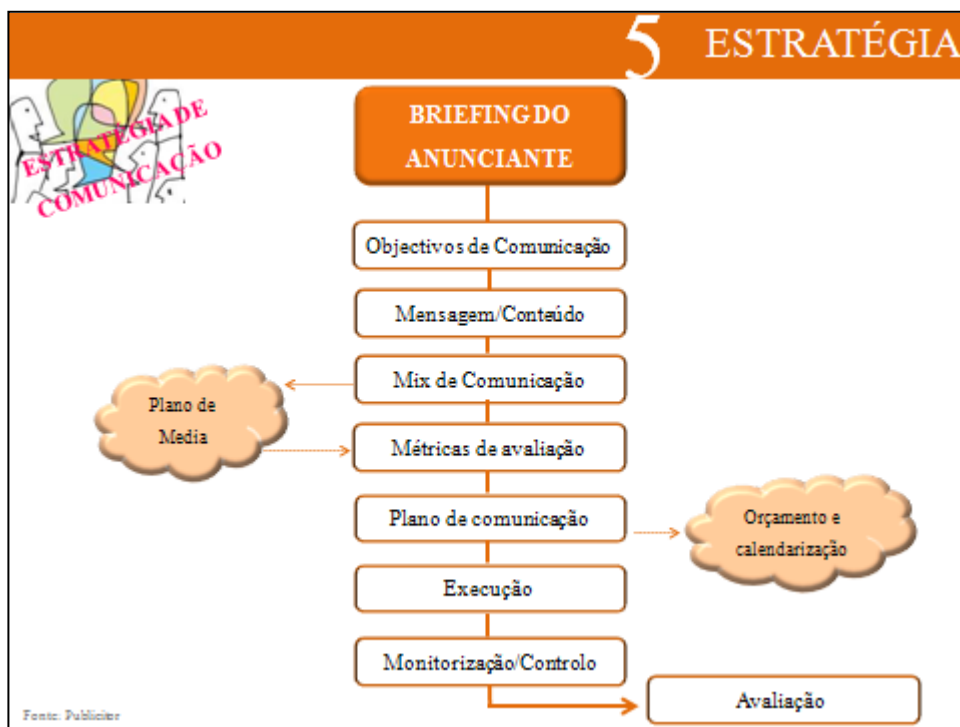 5 ESTRATÉGIA
ESTRATÉGIA DE
COMUNICAÇÃO
BRIEFING DO
ANUNCIANTE
Objectivos de Comunicação
Mensagem/Conteúdo
Mix de Comunicação
Plano de
Media
Métricas de avaliação
Plano de comunicação
Orçamento e
calendarização
Execução
Monitorização/Controlo
Avaliação
Fonte: Publicitor